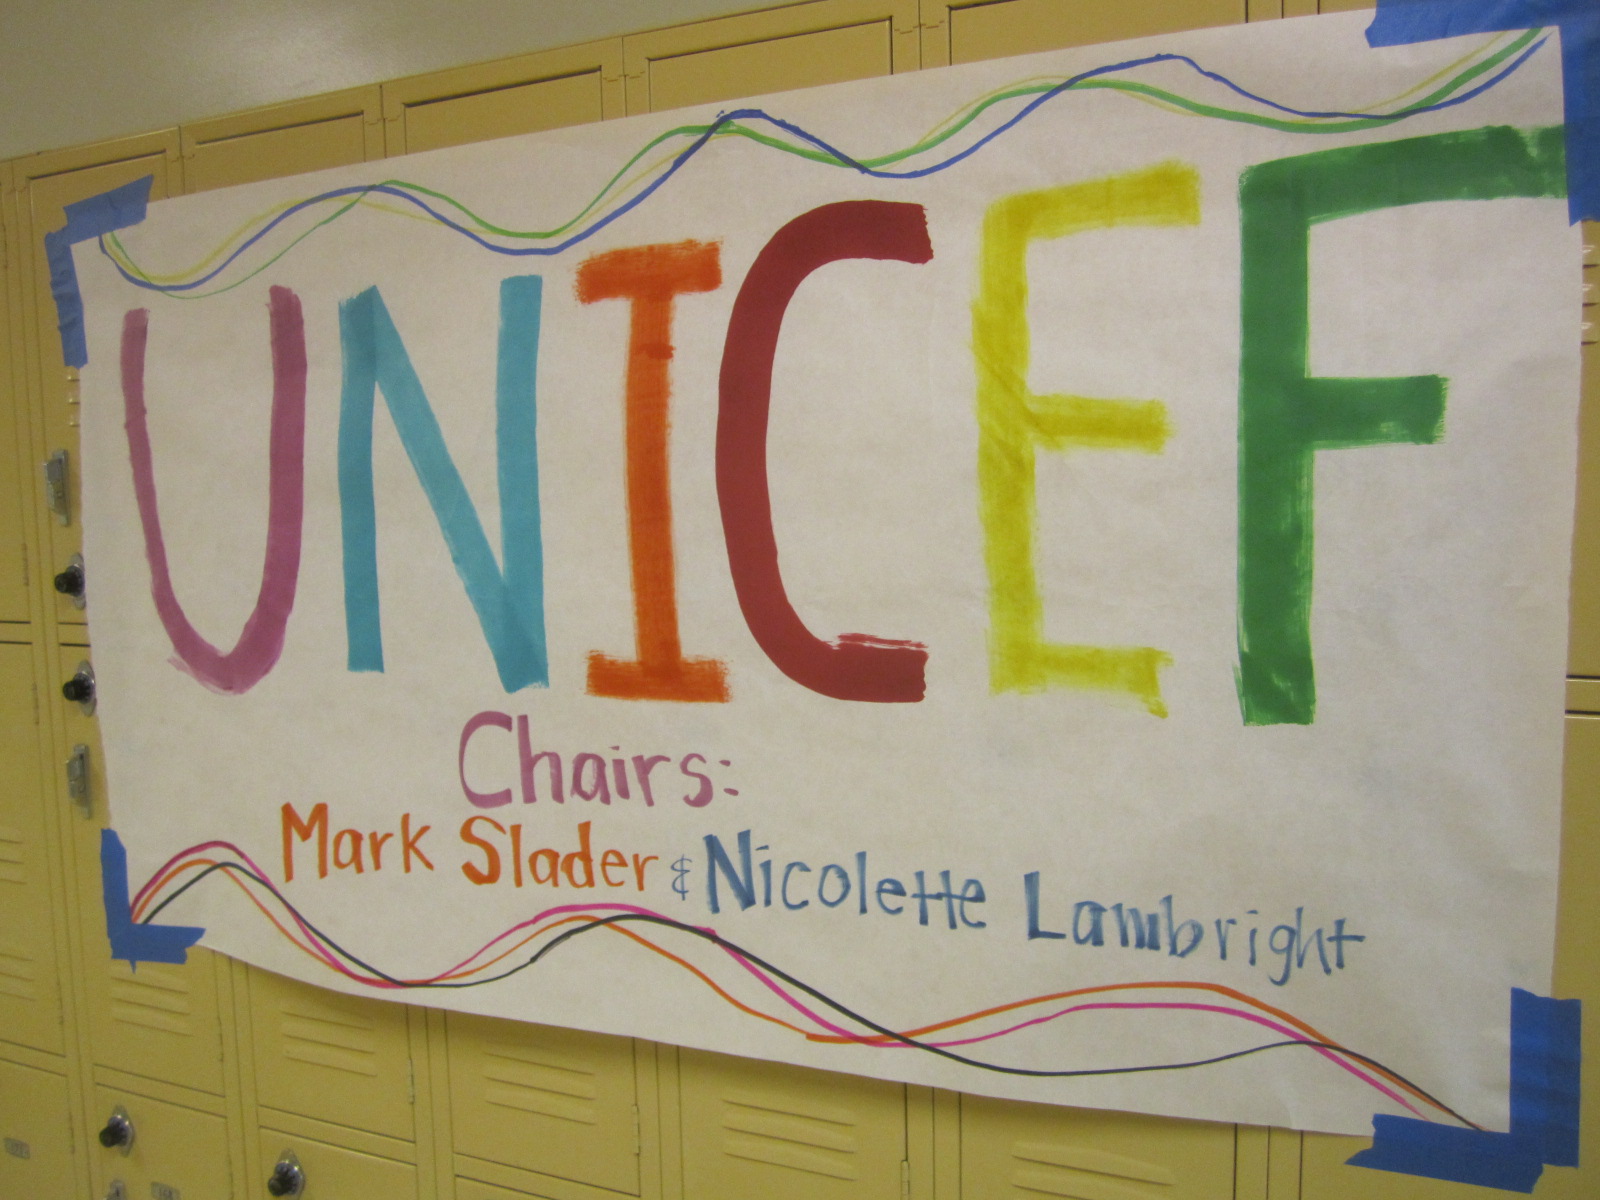 UNICEF
Chairs:
Mark Slader & Nicolette Lambright